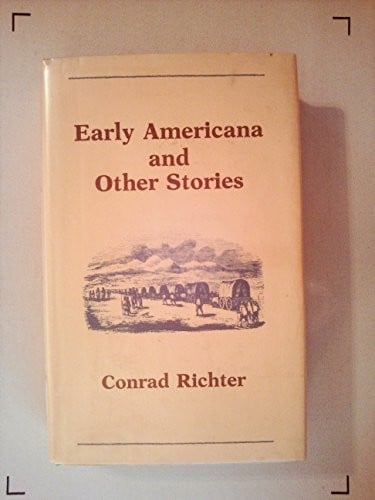 Early Americana
and
Other Stories
Conrad Richter